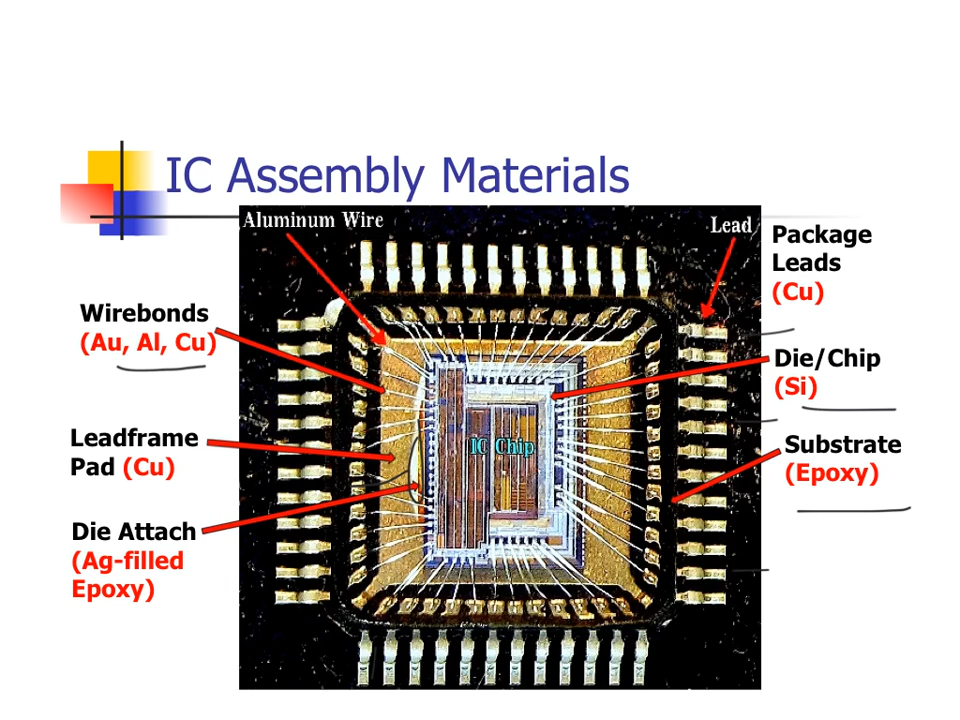 IC Assembly Materials
Aluminum Wire
Lead
Package
Leads
(Cu)
Wirebonds
(Au, Al, Cu)
Die/Chip
(Si)
Leadframe
Pad (Cu)
IC Chip
Substrate
(Epoxy)
Die Attach
(Ag-filled
Epoxy)